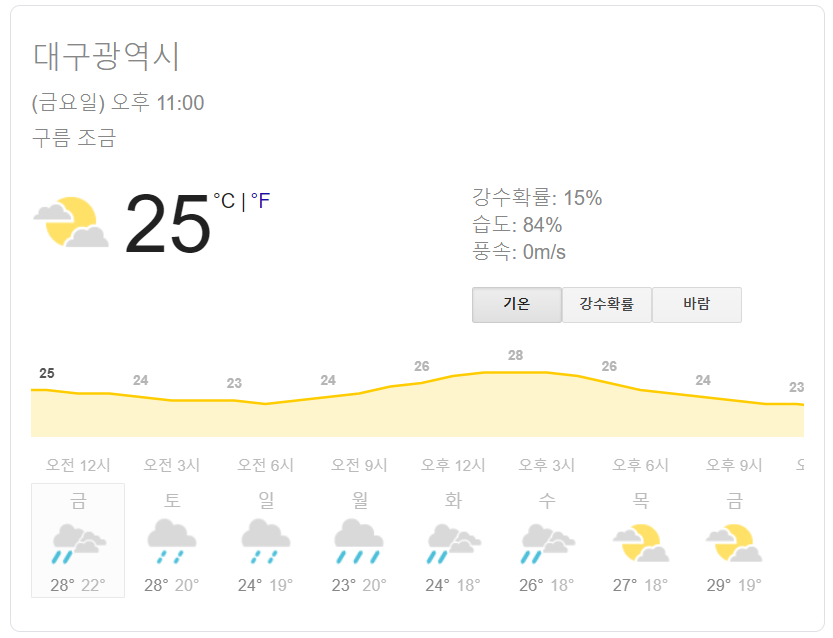 대구광역시
(금요일) 오후 11:00
구름 조금
25 °C | °F
강수확률: 15%
습도: 84%
풍속: 0m/s
기온 강수확률 바람
25 24 23 24 26 28 26 24 23
오전 12시 오전 3시 오전 6시 오전 9시 오후 12시 오후 3시 오후 6시 오후 9시
금 토 일 월 화 수 목 금
28° 22° 28° 20° 24° 19° 23° 20° 24° 18° 26° 18° 27° 18° 29° 19°